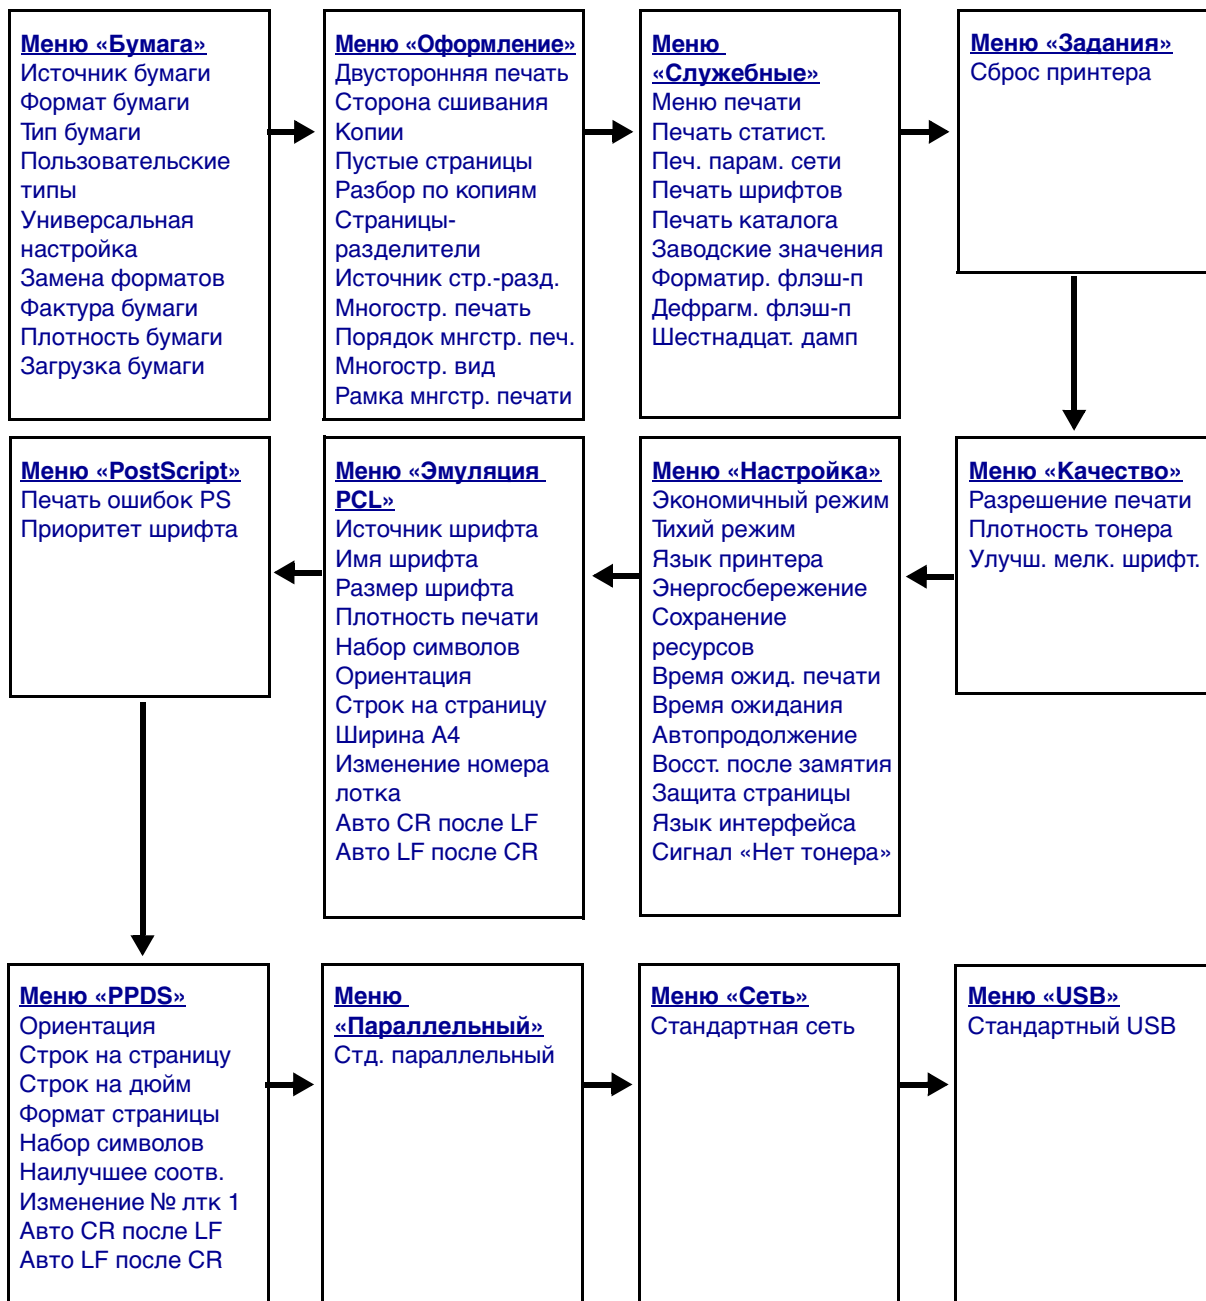 Меню «Бумага»
Источник бумаги
Формат бумаги
Тип бумаги
Пользовательские
типы
Универсальная
настройка
Замена форматов
Фактура бумаги
Плотность бумаги
Загрузка бумаги
Меню «Оформление»
Двусторонняя печать
Сторона сшивания
Копии
Пустые страницы
Разбор по копиям
Страницы-
разделители
Источник стр.-разд.
Многостр. печать
Порядок мнгстр. печ.
Многостр. вид
Рамка мнгстр. печати
Меню
«Служебные»
Меню печати
Печать статист.
Печ. парам. сети
Печать шрифтов
Печать каталога
Заводские значения
Форматир. флэш-п
Дефрагм. флэш-п
Шестнадцат. дамп
Меню «Задания»
Сброс принтера
Меню «PostScript»
Печать ошибок PS
Приоритет шрифта
Меню «Эмуляция
PCL»
Источник шрифта
Имя шрифта
Размер шрифта
Плотность печати
Набор символов
Ориентация
Строк на страницу
Ширина A4
Изменение номера
лотка
Авто CR после LF
Авто LF после CR
Меню «Настройка»
Экономичный режим
Тихий режим
Язык принтера
Энергосбережение
Сохранение
ресурсов
Время ожид. печати
Время ожидания
Автопродолжение
Восст. после замятия
Защита страницы
Язык интерфейса
Сигнал «Нет тонера»
Меню «Качество»
Разрешение печати
Плотность тонера
Улучш. мелк. шрифт.
Меню «PPDS»
Ориентация
Строк на страницу
Строк на дюйм
Формат страницы
Набор символов
Наилучшее соотв.
Изменение № лтк 1
Авто CR после LF
Авто LF после CR
Меню
«Параллельный»
Стд. параллельный
Меню «Сеть»
Стандартная сеть
Меню «USB»
Стандартный USB